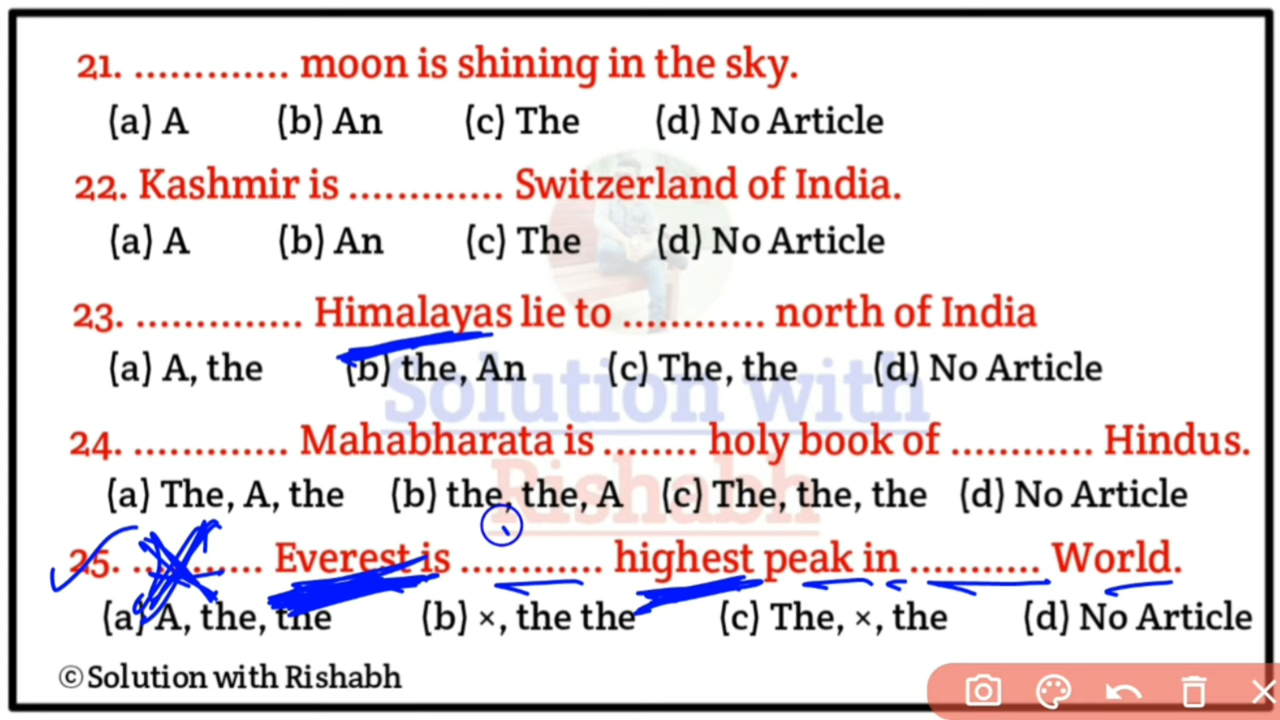 21. ............. moon is shining in the sky.
(a) A (b) An (c) The (d) No Article
22. Kashmir is ............. Switzerland of India.
(a) A (b) An (c) The (d) No Article
23. .............. Himalayas lie to ............ north of India
(a) A, the (b) the, An (c) The, the (d) No Article
Solution with
24. ............. Mahabharata is ........ holy book of ............ Hindus.
(a) The, A, the (b) the, the, A (c) The, the, the (d) No Article
Rishabh
25. ........... Everest is ............ highest peak in ........... World.
(a) A, the, the (b) ×, the the (c) The, ×, the (d) No Article
©Solution with Rishabh